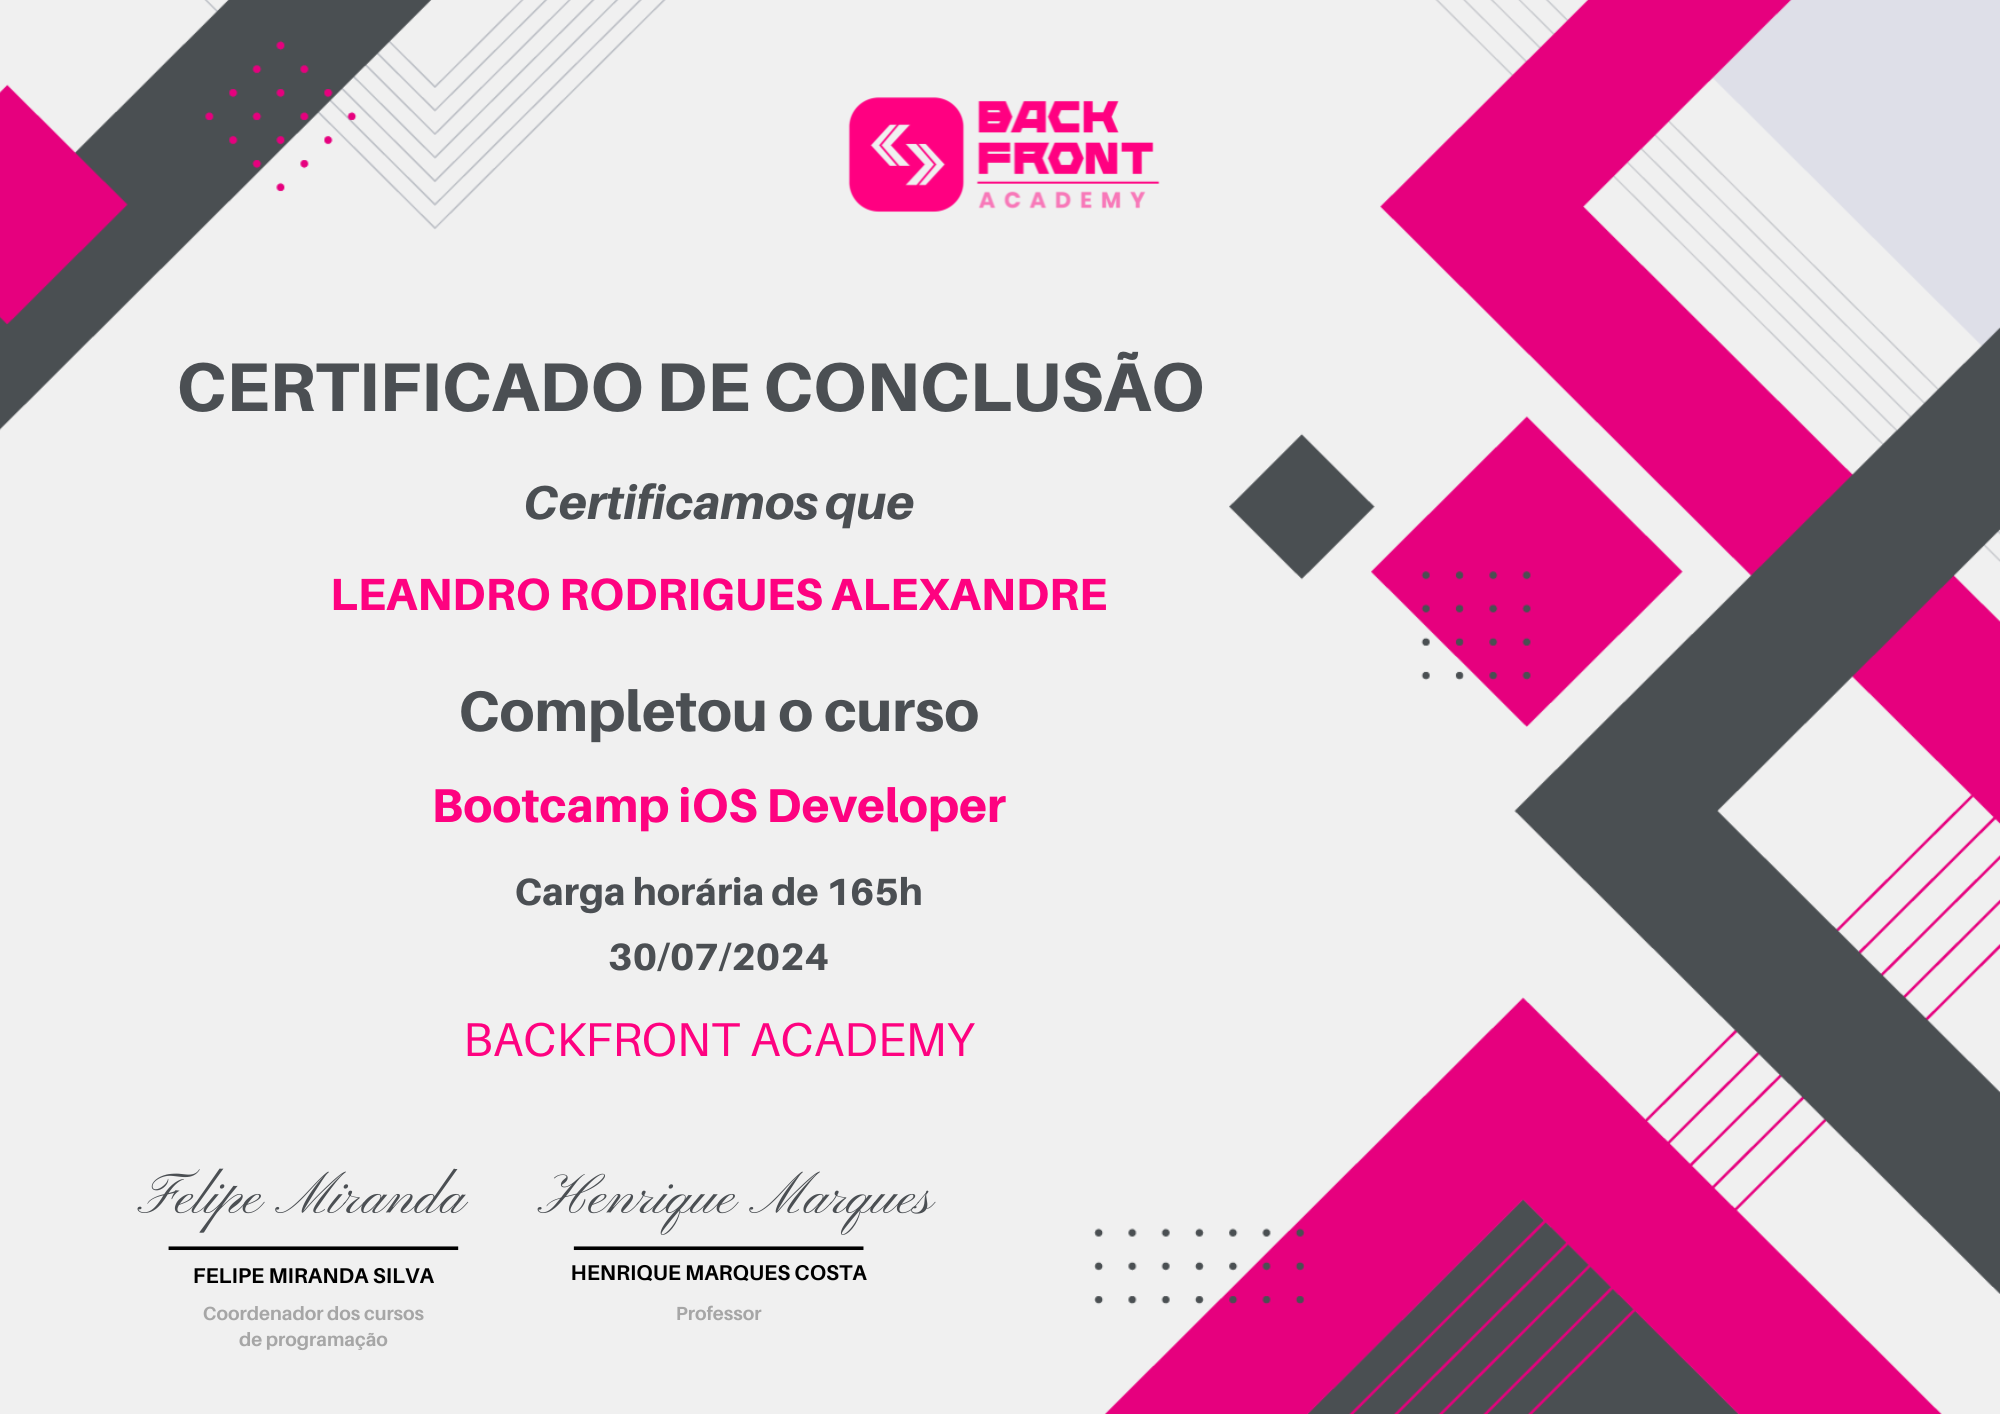 BACK
FRONT
ACADEMY
CERTIFICADO DE CONCLUSÃO
Certificamos que
LEANDRO RODRIGUES ALEXANDRE
Completou o curso
Bootcamp iOS Developer
Carga horária de 165h
30/07/2024
BACKFRONT ACADEMY
Felipe Miranda
FELIPE MIRANDA SILVA
Coordenador dos cursos
de programação
Henrique Marques
HENRIQUE MARQUES COSTA
Professor